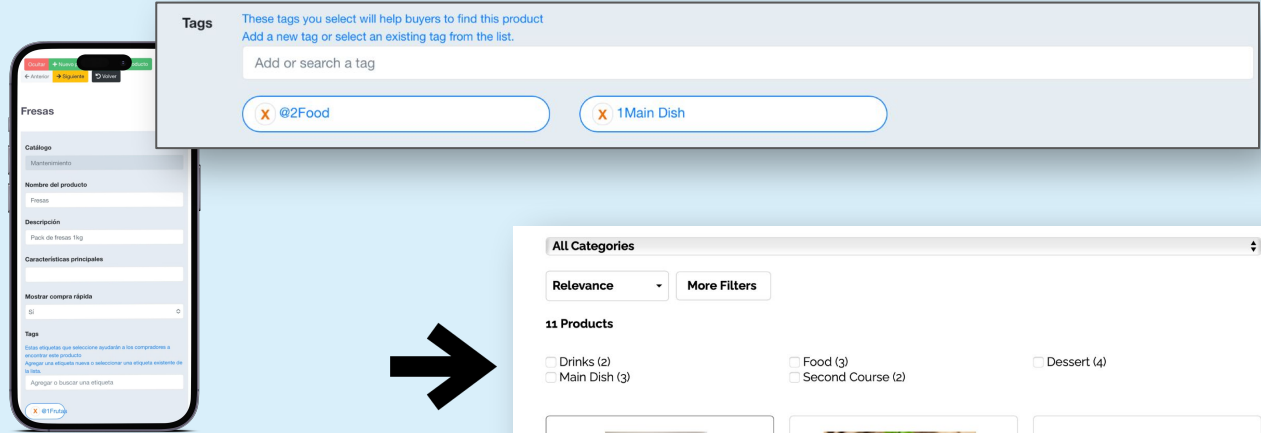 Tags
These tags you select will help buyers to find this product
Add a new tag or select an existing tag from the list.
Add or search a tag
X @2Food
X 1Main Dish
Ocultar + Nuevo
← Anterior → Siguiente Volver
Fresas
Catálogo
Mantenimiento
Nombre del producto
Fresas
Descripción
Pack de fresas 1kg
Características principales
Mostrar compra rápida
Sí
Tags
Estas etiquetas que seleccione ayudarán a los compradores a
encontrar este producto
Agregar una etiqueta nueva o seleccionar una etiqueta existente de
la lista.
Agregar o buscar una etiqueta
X @1Frutas
All Categories
Relevance More Filters
11 Products
Drinks (2) Food (3) Dessert (4)
Main Dish (3) Second Course (2)